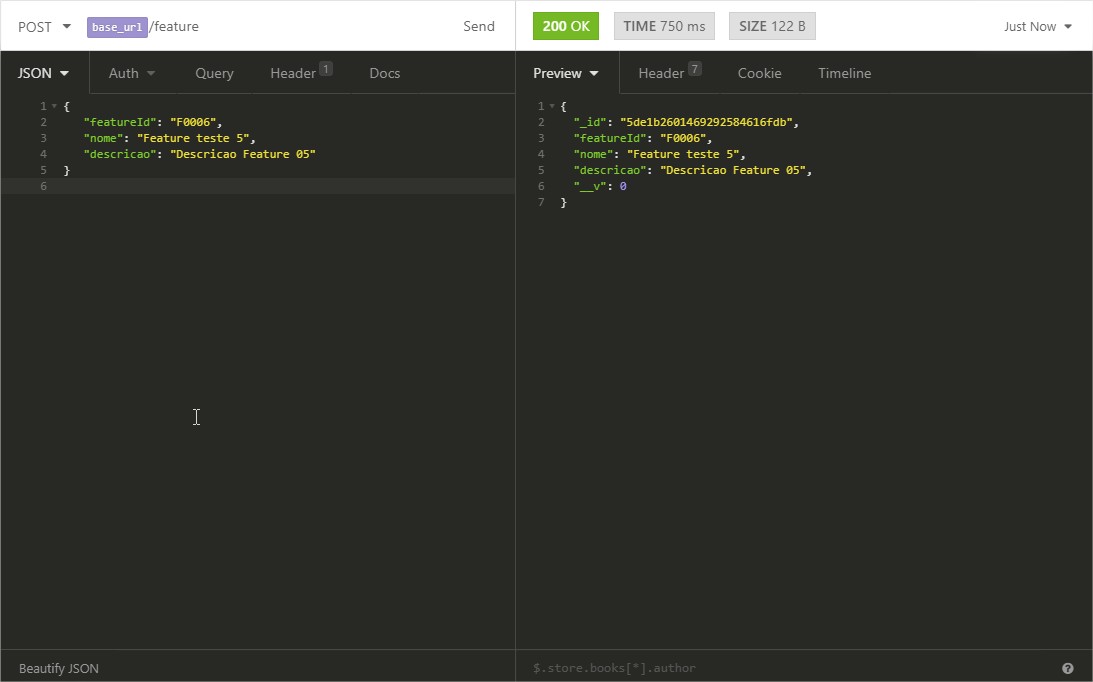 POST base_url/feature Send
JSON Auth Query Header 1 Docs
1 {
2 "featureId": "F0006",
3 "nome": "Feature teste 5",
4 "descricao": "Descricao Feature 05"
5 }
6
Beautify JSON
200 OK TIME 750 ms SIZE 122 B Just Now
Preview Header 7 Cookie Timeline
1 {
2 "_id": "5de1b2601469292584616fdb",
3 "featureId": "F0006",
4 "nome": "Feature teste 5",
5 "descricao": "Descricao Feature 05",
6 "__v": 0
7 }
$.store.books[*].author ?